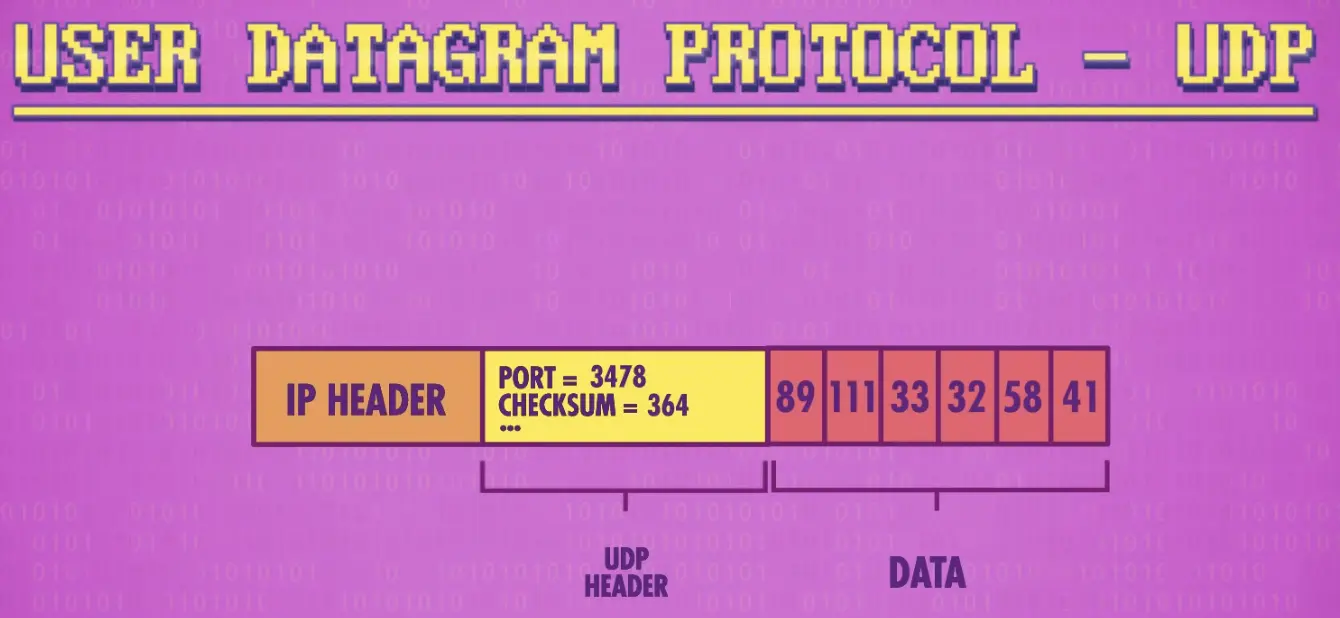 USER DATAGRAM PROTOCOL - UDP
IP HEADER
PORT = 3478
CHECKSUM = 364
...
89 111 33 32 58 41
UDP
HEADER
DATA